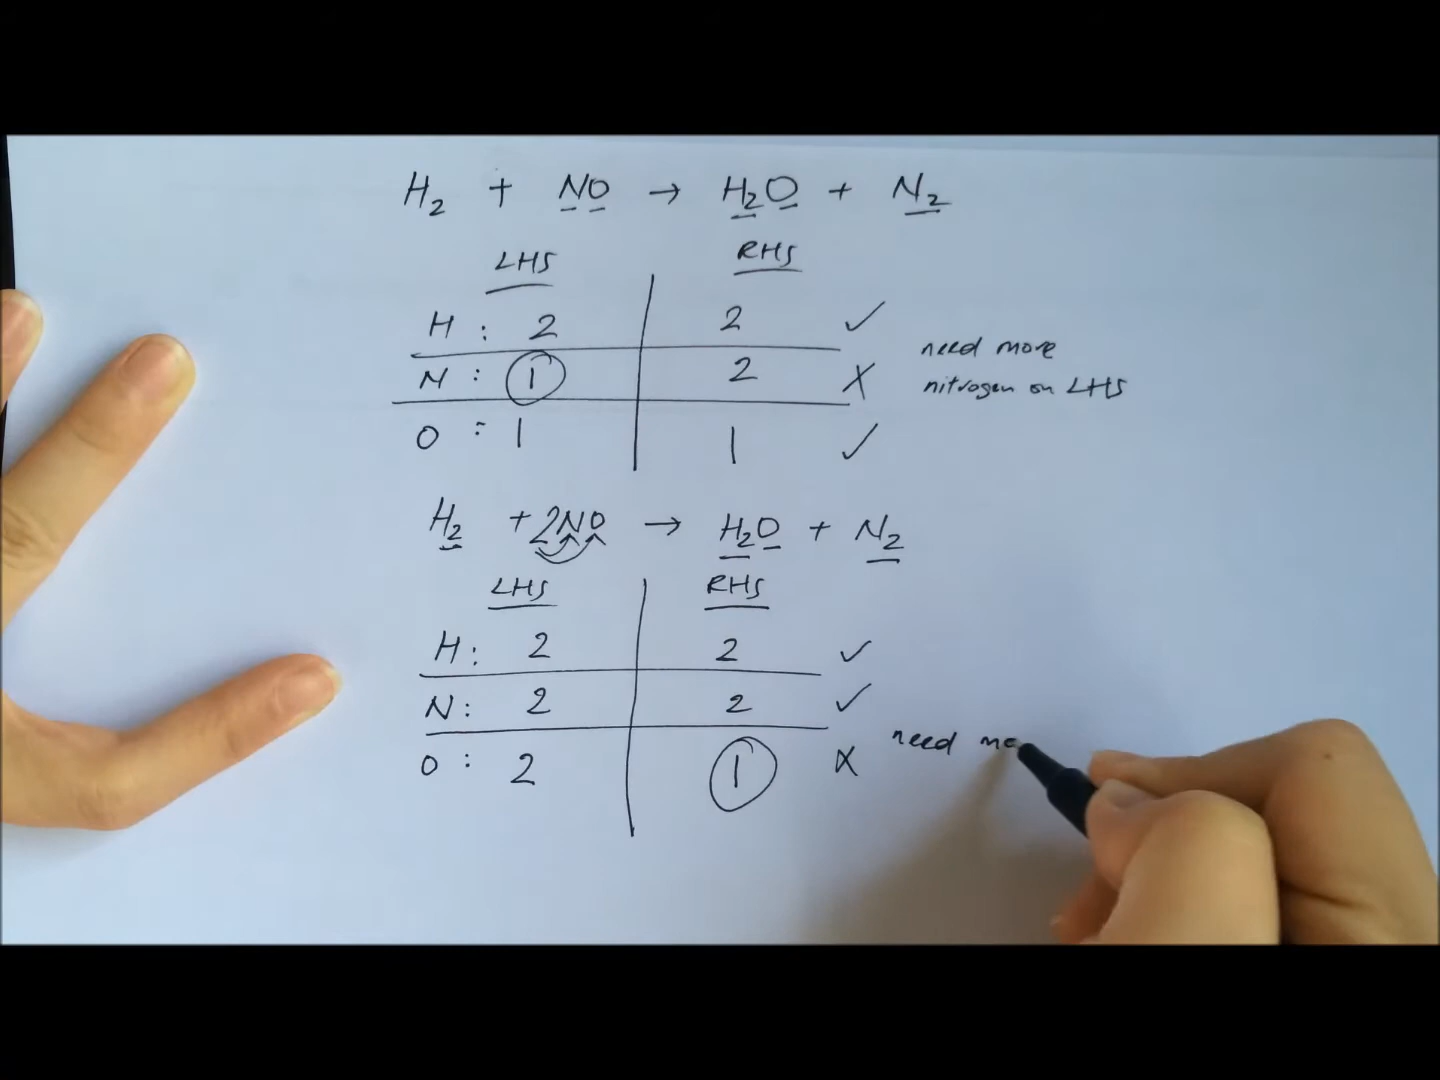 H₂ + NO → H₂O + N₂
LHS RHS
H : 2 2 ✓
N : 1 2 X
need more
nitrogen on LHS
O : 1 1 ✓
H₂ + 2NO → H₂O + N₂
LHS RHS
H : 2 2 ✓
N : 2 2 ✓
O : 2 1 X
need mo